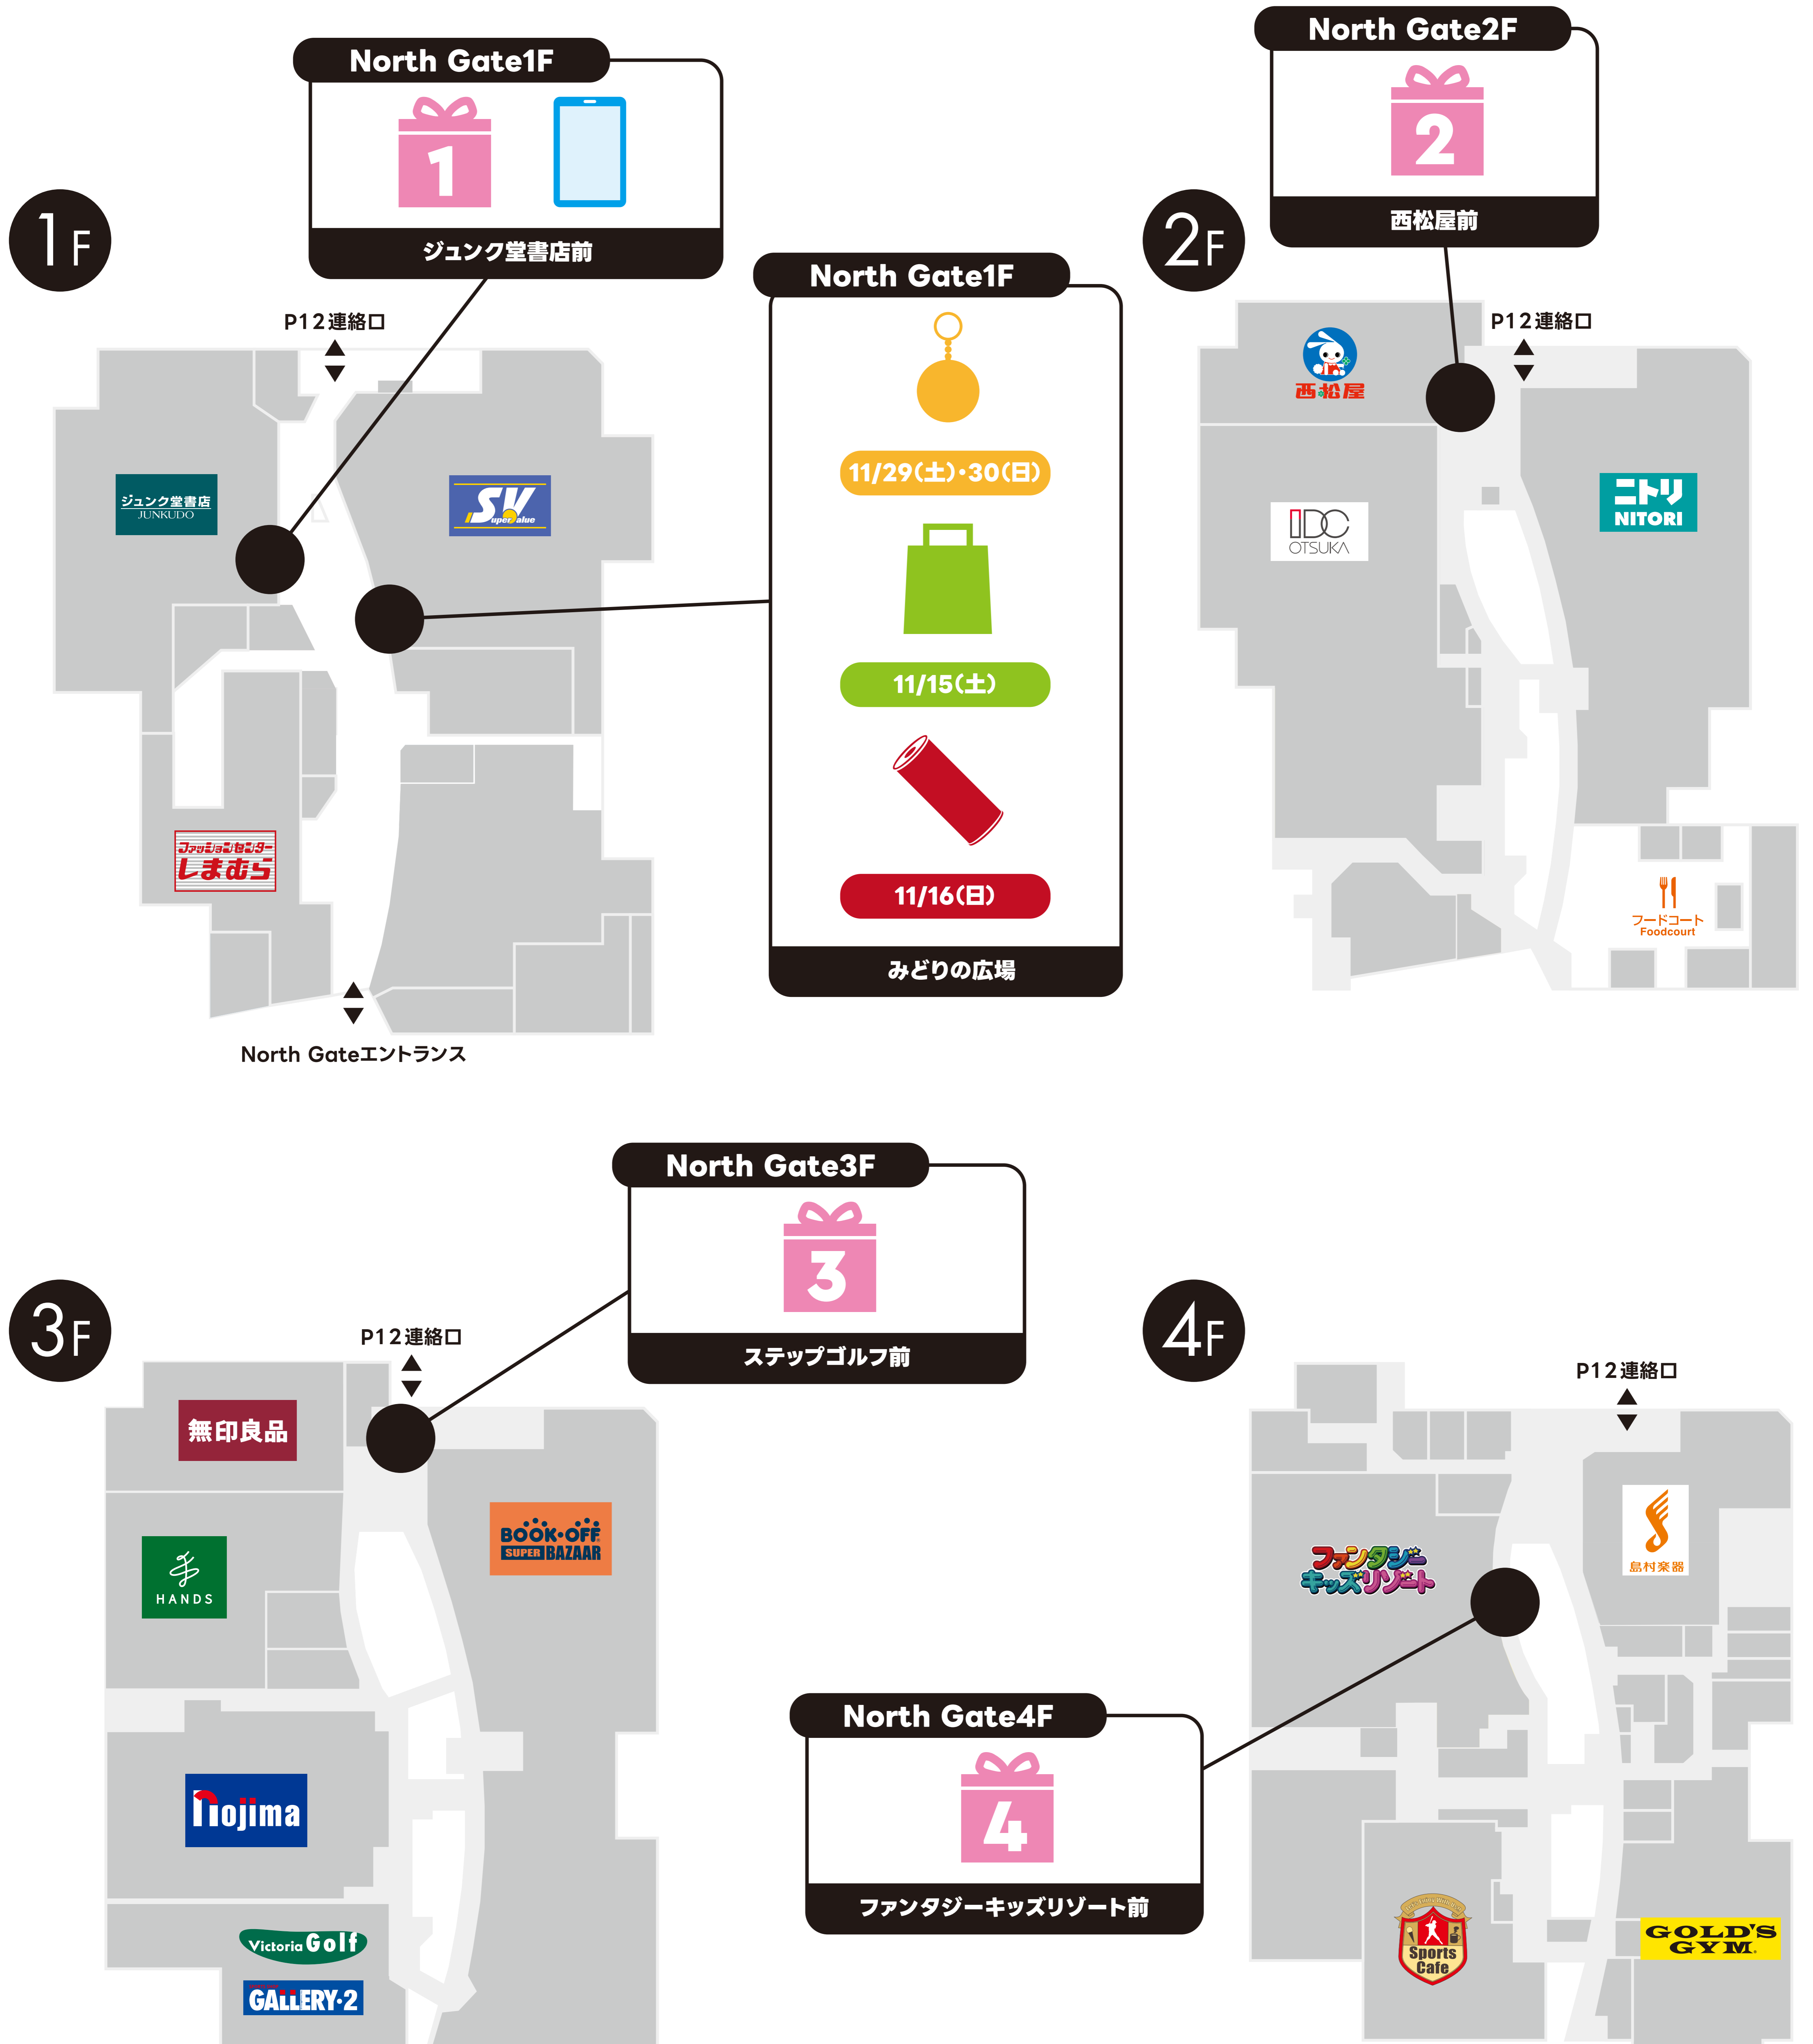 North Gate1F
1
ジュンク堂書店前
1F
P12連絡口
ジュンク堂書店
JUNKUDO
SV
Super Value
ファッションセンター
しまむら
North Gateエントランス
North Gate1F
11/29(土)・30(日)
11/15(土)
11/16(日)
みどりの広場
North Gate2F
2
西松屋前
2F
P12連絡口
西松屋
IDC
OTSUKA
ニトリ
NITORI
フードコート
Foodcourt
North Gate3F
3
ステップゴルフ前
3F
P12連絡口
無印良品
HANDS
BOOK・OFF
SUPER BAZAAR
nojima
Victoria Golf
GALLERY・2
4F
P12連絡口
ファンタジー
キッズリゾート
島村楽器
North Gate4F
4
ファンタジーキッズリゾート前
Sports
Cafe
GOLD'S
GYM.